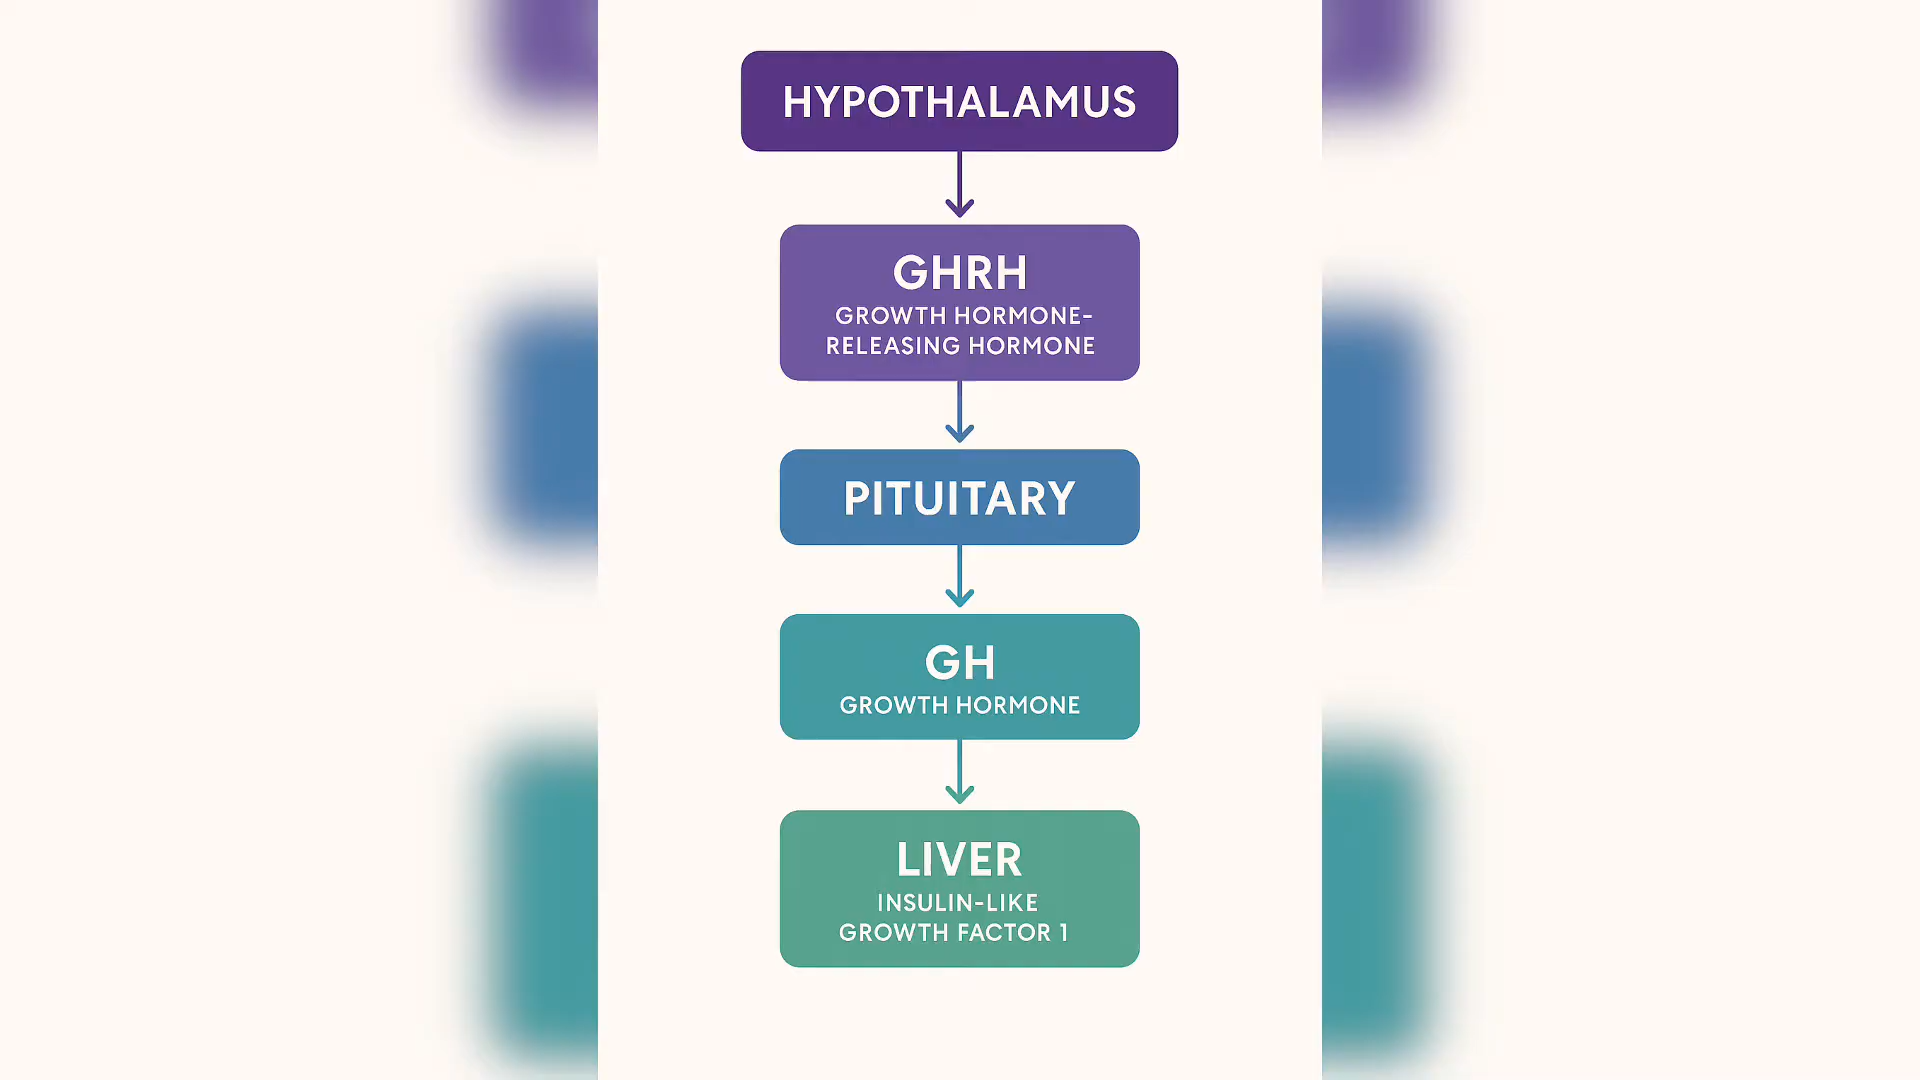 HYPOTHALAMUS
GHRH
GROWTH HORMONE-
RELEASING HORMONE
PITUITARY
GH
GROWTH HORMONE
LIVER
INSULIN-LIKE
GROWTH FACTOR 1